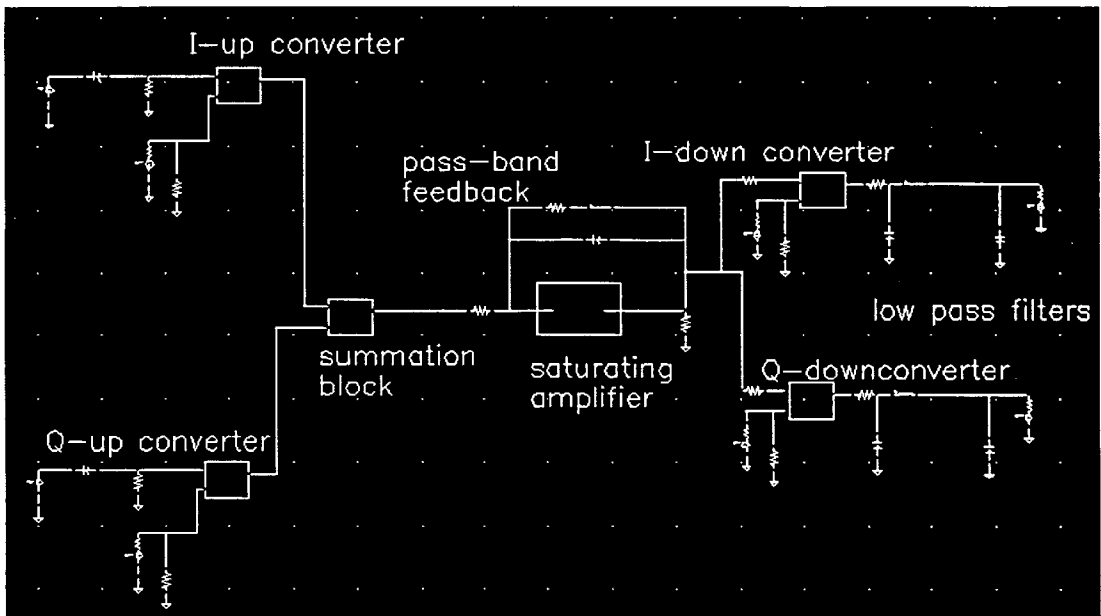 I-up converter
pass-band
feedback
I-down converter
low pass filters
summation
block
saturating
amplifier
Q-downconverter
Q-up converter